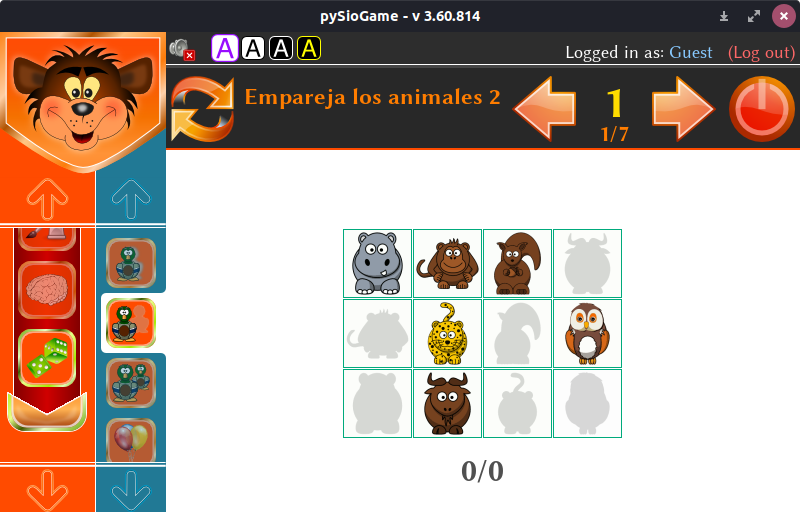 pySioGame - v 3.60.814
A A A A
Logged in as: Guest (Log out)
Empareja los animales 2
1
1/7
0/0